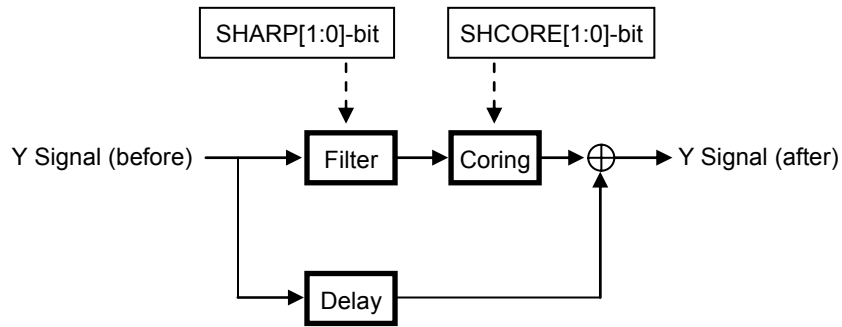 SHARP[1:0]-bit
SHCORE[1:0]-bit
Y Signal (before)
Filter
Coring
Y Signal (after)
Delay